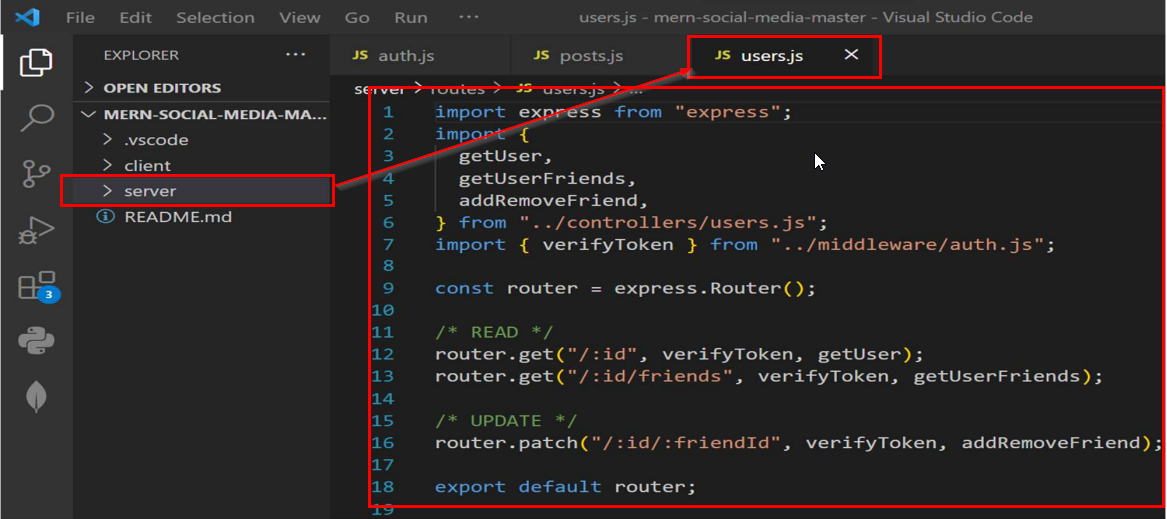 File Edit Selection View Go Run ··· users.js - mern-social-media-master - Visual Studio Code
EXPLORER ···
JS auth.js JS posts.js JS users.js ×
> OPEN EDITORS
server > routes > JS users.js > ...
MERN-SOCIAL-MEDIA-MA...
> .vscode
> client
> server
README.md
3
1 import express from "express";
2 import {
3 getUser,
4 getUserFriends,
5 addRemoveFriend,
6 } from "../controllers/users.js";
7 import { verifyToken } from "../middleware/auth.js";
8
9 const router = express.Router();
10
11 /* READ */
12 router.get("/:id", verifyToken, getUser);
13 router.get("/:id/friends", verifyToken, getUserFriends);
14
15 /* UPDATE */
16 router.patch("/:id/:friendId", verifyToken, addRemoveFriend);
17
18 export default router;
19